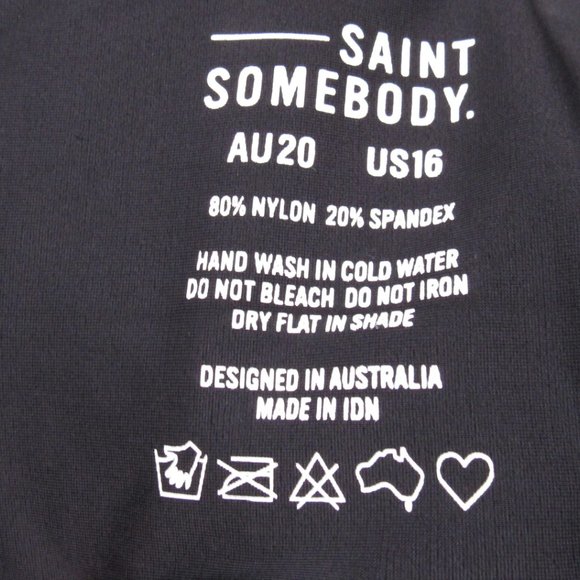 SAINT
SOMEBODY.
AU20 US16
80% NYLON 20% SPANDEX
HAND WASH IN COLD WATER
DO NOT BLEACH DO NOT IRON
DRY FLAT IN SHADE
DESIGNED IN AUSTRALIA
MADE IN IDN